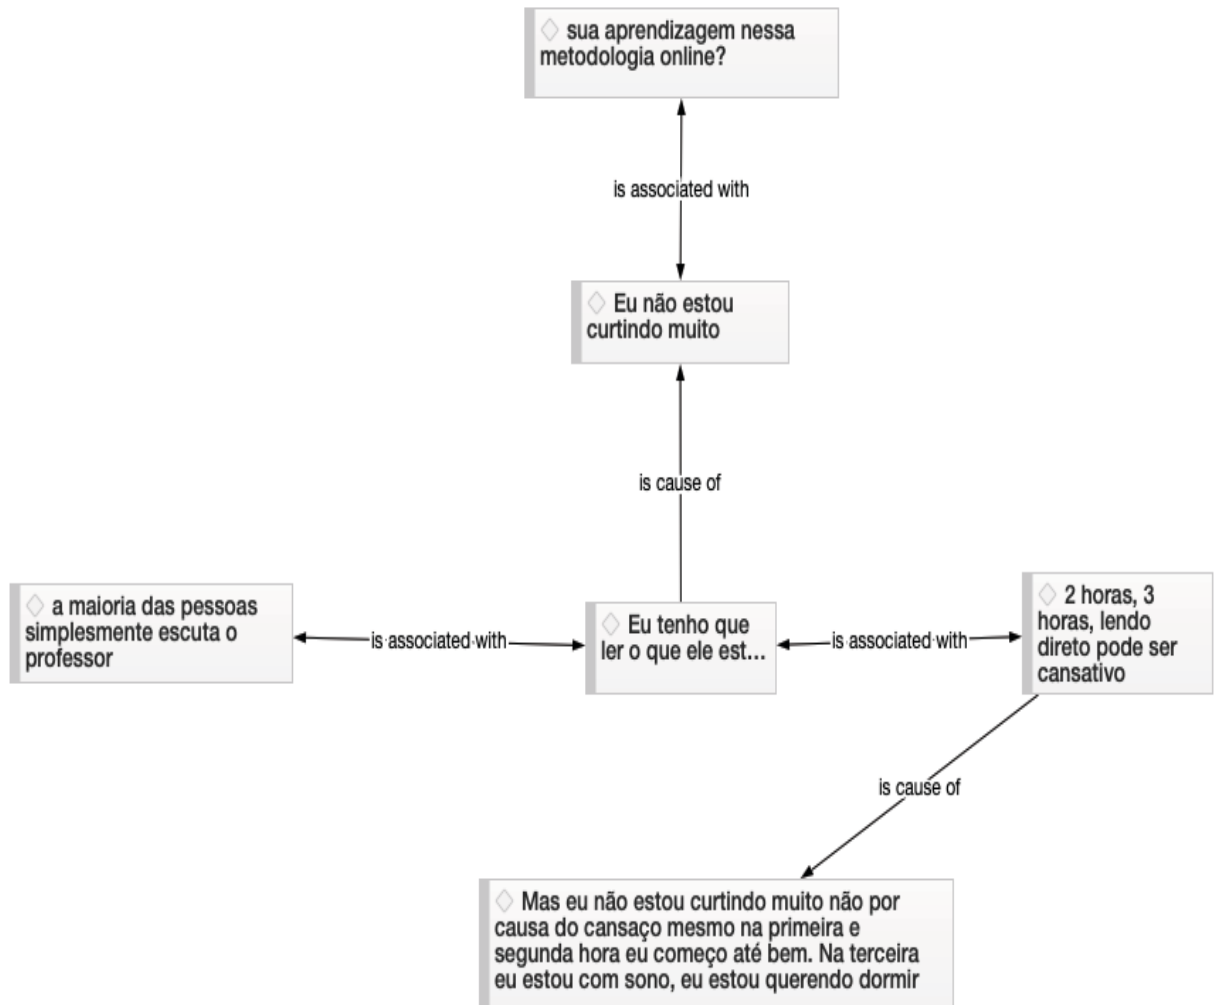 sua aprendizagem nessa
metodologia online?
is associated with
Eu não estou
curtindo muito
is cause of
a maioria das pessoas
simplesmente escuta o
professor
is associated with
Eu tenho que
ler o que ele est...
is associated with
2 horas, 3
horas, lendo
direto pode ser
cansativo
is cause of
Mas eu não estou curtindo muito não por
causa do cansaço mesmo na primeira e
segunda hora eu começo até bem. Na terceira
eu estou com sono, eu estou querendo dormir